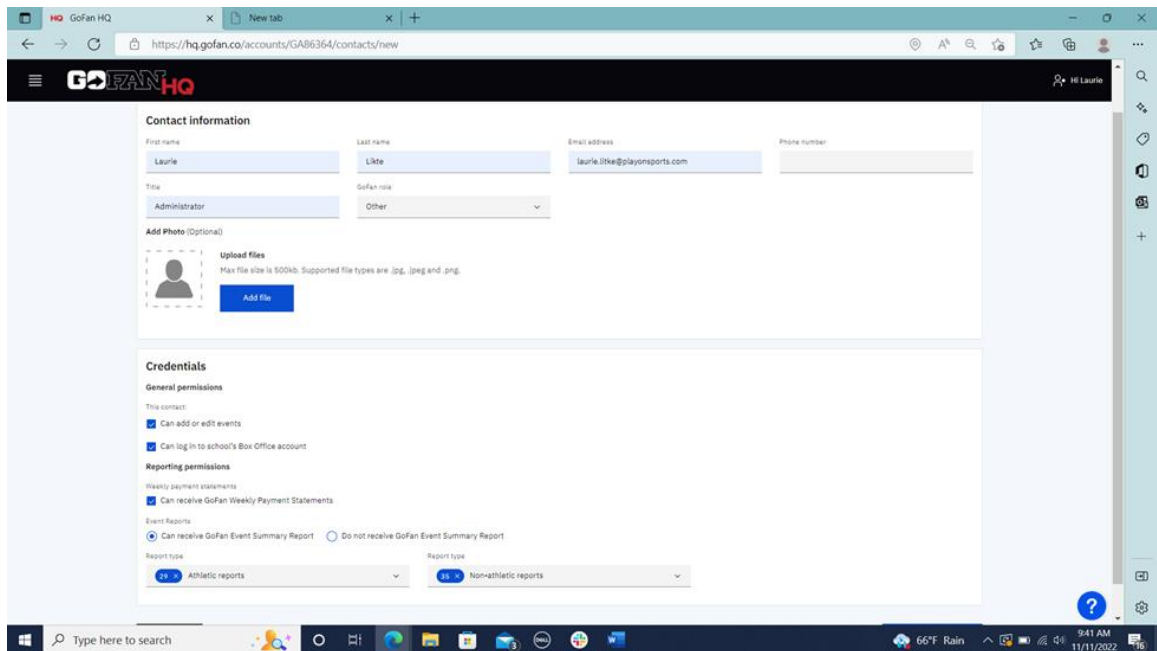 HQ GoFan HQ
New tab
https://hq.gofan.co/accounts/GA86364/contacts/new
GOFAN HQ
Hi Laurie
Contact information
First name Last name Email address Phone number
Laurie Likte laurie.litke@playonsports.com
Title GoFan role
Administrator Other
Add Photo (Optional)
Upload files
Max file size is 500kb. Supported file types are .jpg, .jpeg and .png.
Add file
Credentials
General permissions
This contact:
Can add or edit events
Can log in to school's Box Office account
Reporting permissions
Weekly payment statements
Can receive GoFan Weekly Payment Statements
Event Reports
Can receive GoFan Event Summary Report Do not receive GoFan Event Summary Report
Report type Report type
29 × Athletic reports 35 × Non-athletic reports
?
Type here to search
DELL
66°F Rain
9:41 AM
11/11/2022